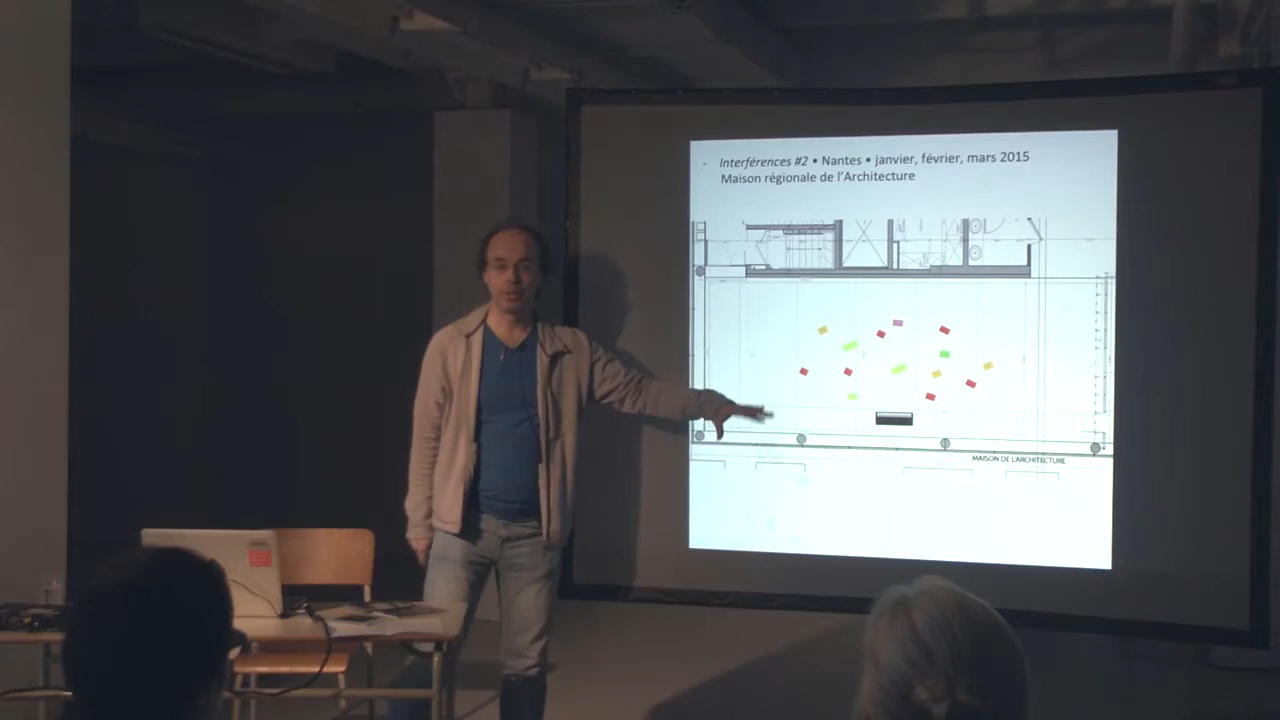 - Interférences #2 • Nantes • janvier, février, mars 2015
Maison régionale de l'Architecture
MAISON DE L'ARCHITECTURE